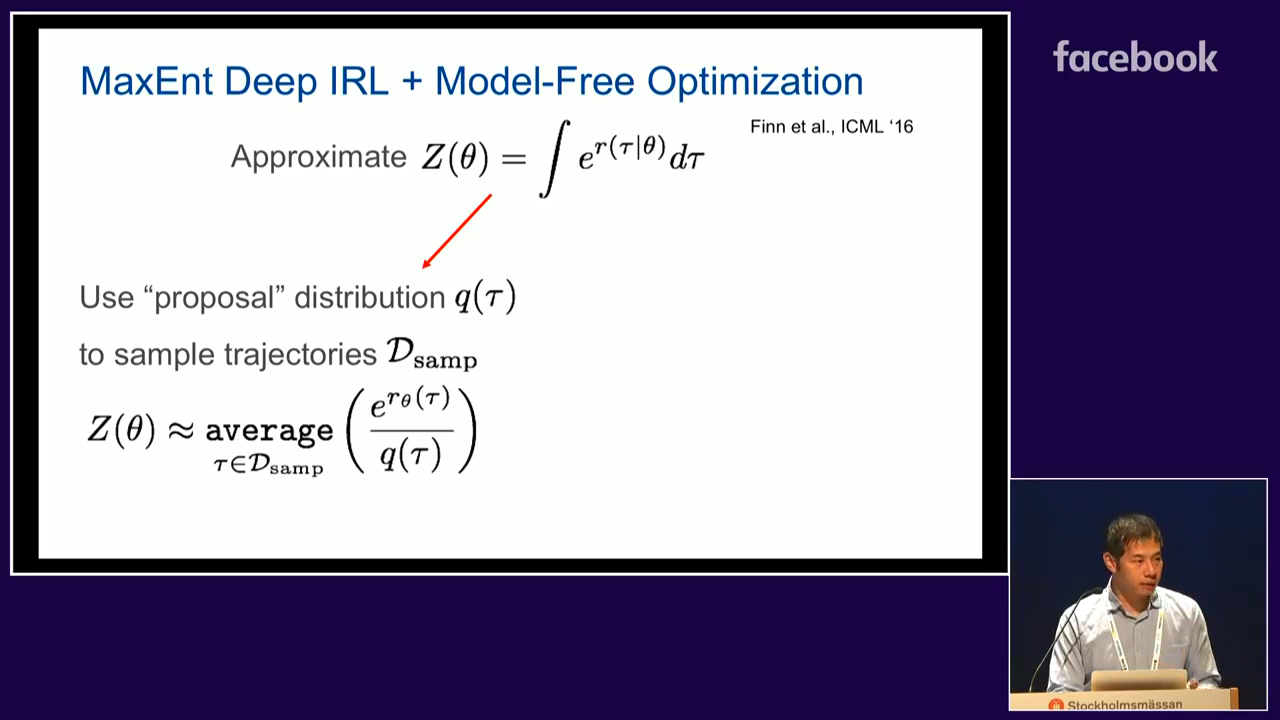 MaxEnt Deep IRL + Model-Free Optimization
Finn et al., ICML ‘16
Approximate Z(θ) = ∫ e^{r(τ|θ)} dτ
Use “proposal” distribution q(τ)
to sample trajectories 𝒟_samp
Z(θ) ≈ average_{τ∈𝒟_samp} ( e^{r_θ(τ)} / q(τ) )
facebook
Stockholmsmässan